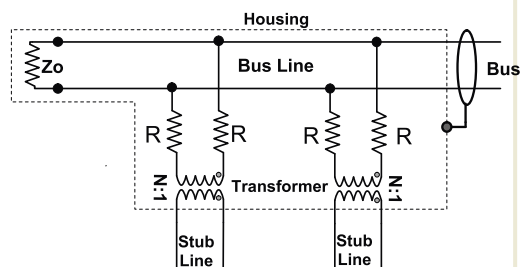 Housing
Zo
Bus Line
Bus
R
R
R
R
N:1
Transformer
N:1
Stub
Line
Stub
Line